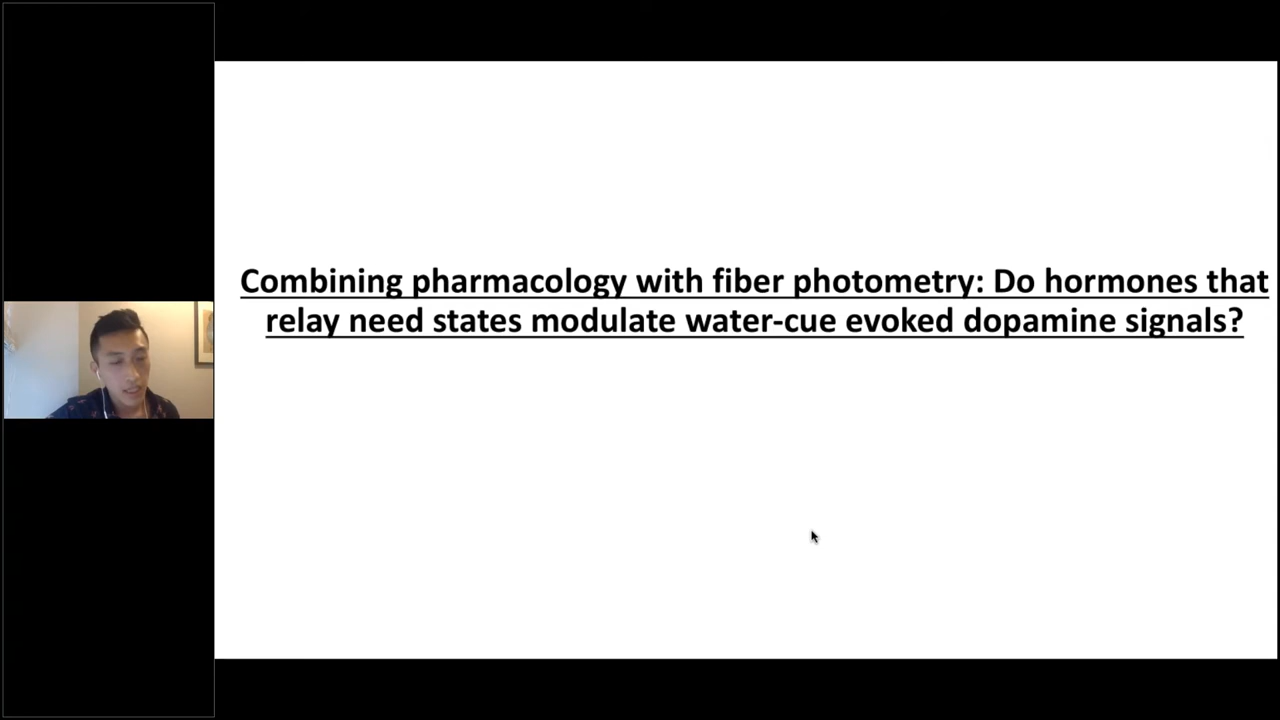 Combining pharmacology with fiber photometry: Do hormones that
relay need states modulate water-cue evoked dopamine signals?